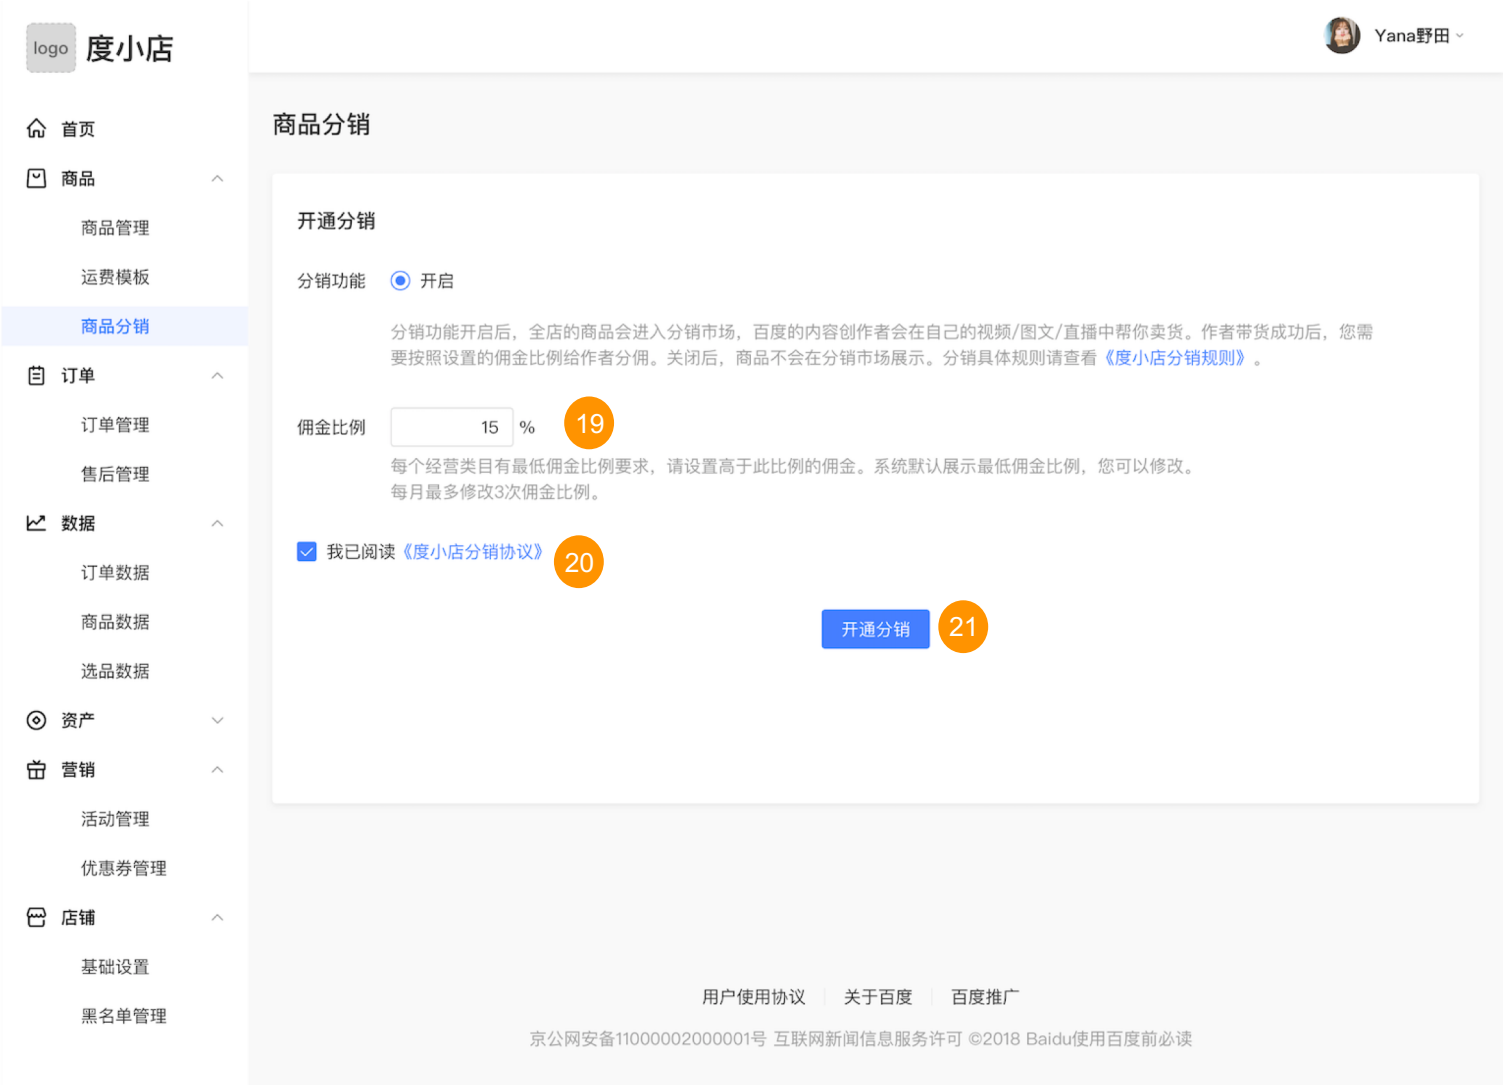 logo 度小店
Yana野田
首页
商品
商品管理
运费模板
商品分销
订单
订单管理
售后管理
数据
订单数据
商品数据
选品数据
资产
营销
活动管理
优惠券管理
店铺
基础设置
黑名单管理
商品分销
开通分销
分销功能 开启
分销功能开启后，全店的商品会进入分销市场，百度的内容创作者会在自己的视频/图文/直播中帮你卖货。作者带货成功后，您需
要按照设置的佣金比例给作者分佣。关闭后，商品不会在分销市场展示。分销具体规则请查看《度小店分销规则》。
佣金比例 15 % 19
每个经营类目有最低佣金比例要求，请设置高于此比例的佣金。系统默认展示最低佣金比例，您可以修改。
每月最多修改3次佣金比例。
我已阅读《度小店分销协议》 20
开通分销 21
用户使用协议 关于百度 百度推广
京公网安备11000002000001号 互联网新闻信息服务许可 ©2018 Baidu使用百度前必读